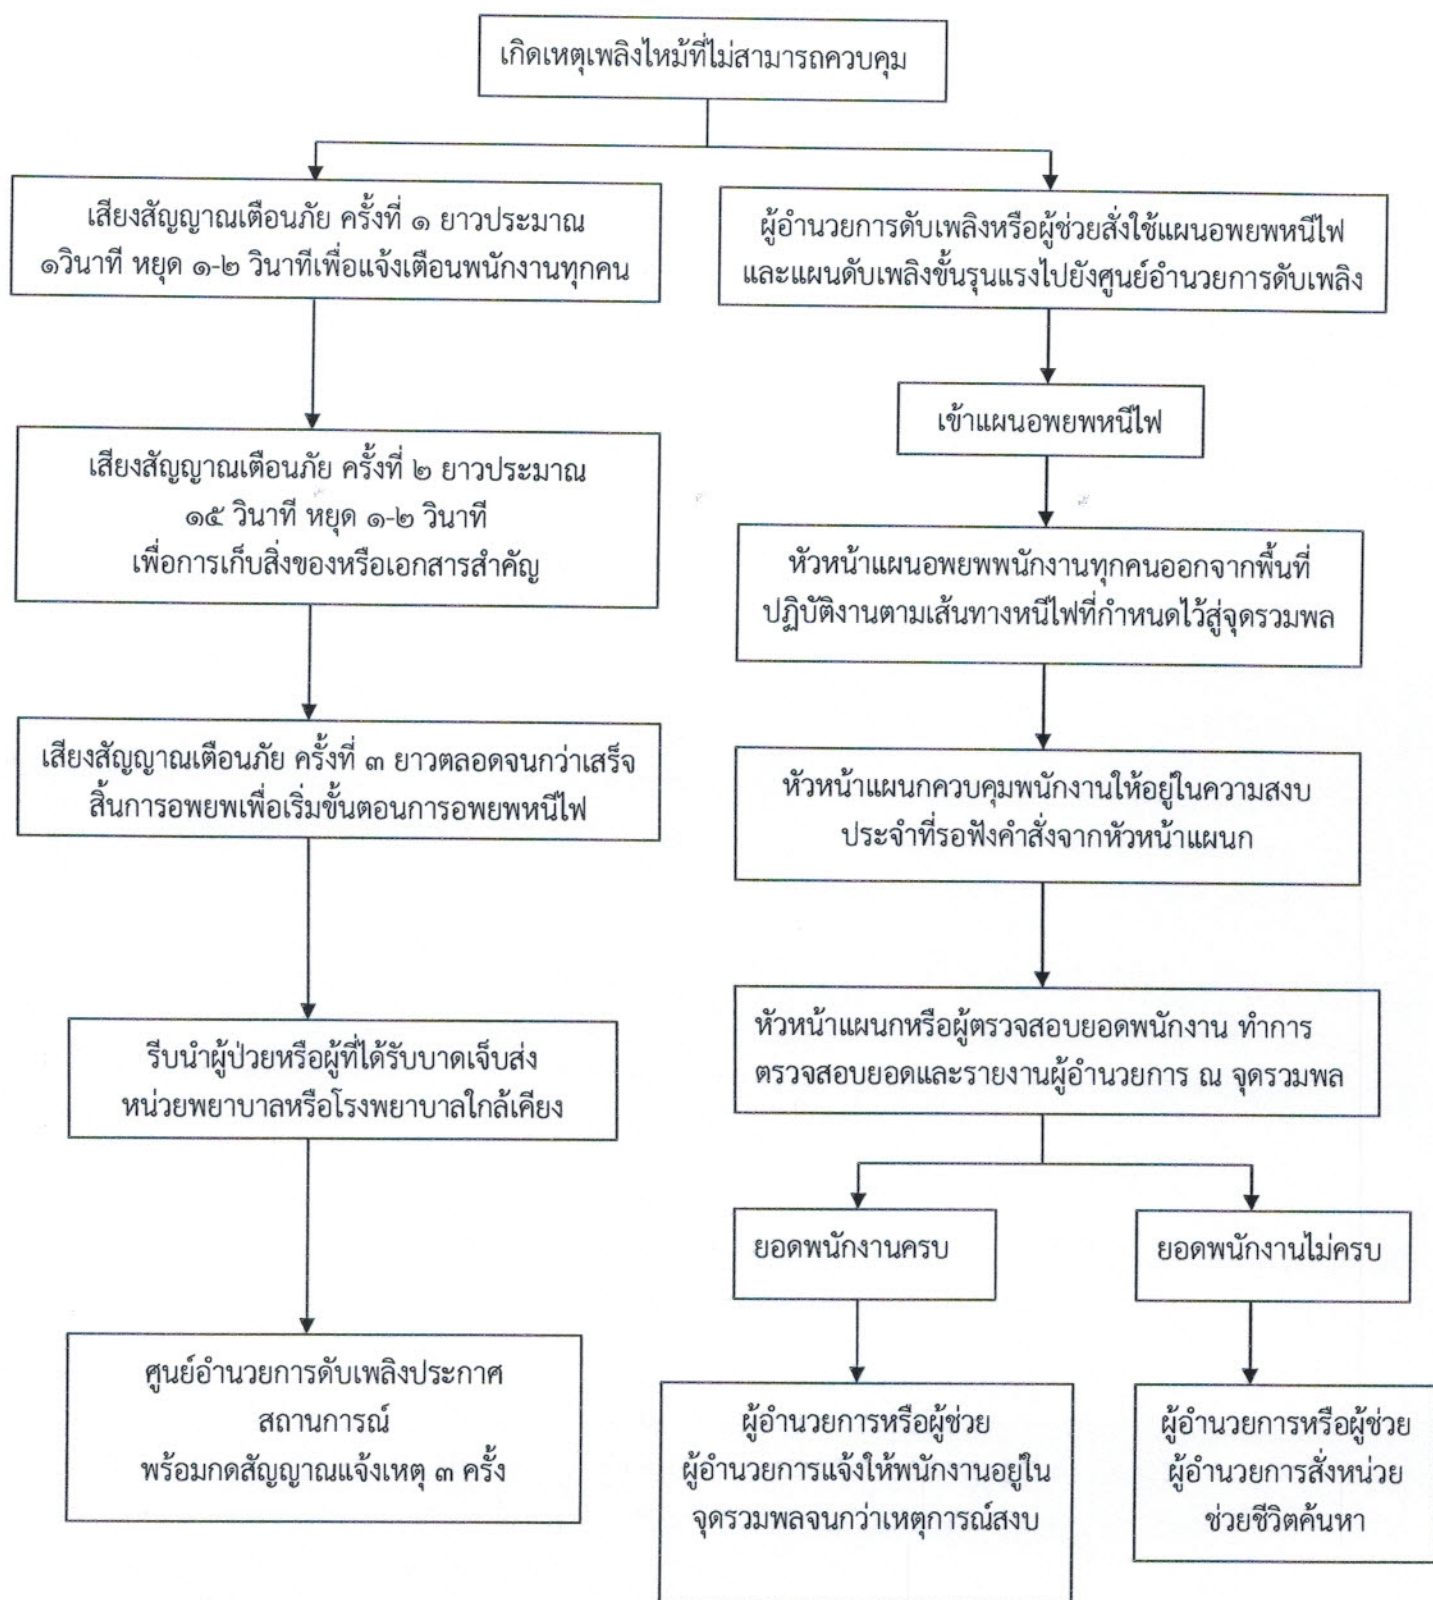 เกิดเหตุเพลิงไหม้ที่ไม่สามารถควบคุม
เสียงสัญญาณเตือนภัย ครั้งที่ ๑ ยาวประมาณ
๑วินาที หยุด ๑-๒ วินาทีเพื่อแจ้งเตือนพนักงานทุกคน
เสียงสัญญาณเตือนภัย ครั้งที่ ๒ ยาวประมาณ
๑๕ วินาที หยุด ๑-๒ วินาที
เพื่อการเก็บสิ่งของหรือเอกสารสำคัญ
เสียงสัญญาณเตือนภัย ครั้งที่ ๓ ยาวตลอดจนกว่าเสร็จ
สิ้นการอพยพเพื่อเริ่มขั้นตอนการอพยพหนีไฟ
รีบนำผู้ป่วยหรือผู้ที่ได้รับบาดเจ็บส่ง
หน่วยพยาบาลหรือโรงพยาบาลใกล้เคียง
ศูนย์อำนวยการดับเพลิงประกาศ
สถานการณ์
พร้อมกดสัญญาณแจ้งเหตุ ๓ ครั้ง
ผู้อำนวยการดับเพลิงหรือผู้ช่วยสั่งใช้แผนอพยพหนีไฟ
และแผนดับเพลิงขั้นรุนแรงไปยังศูนย์อำนวยการดับเพลิง
เข้าแผนอพยพหนีไฟ
หัวหน้าแผนอพยพพนักงานทุกคนออกจากพื้นที่
ปฏิบัติงานตามเส้นทางหนีไฟที่กำหนดไว้สู่จุดรวมพล
หัวหน้าแผนกควบคุมพนักงานให้อยู่ในความสงบ
ประจำที่รอฟังคำสั่งจากหัวหน้าแผนก
หัวหน้าแผนกหรือผู้ตรวจสอบยอดพนักงาน ทำการ
ตรวจสอบยอดและรายงานผู้อำนวยการ ณ จุดรวมพล
ยอดพนักงานครบ
ผู้อำนวยการหรือผู้ช่วย
ผู้อำนวยการแจ้งให้พนักงานอยู่ใน
จุดรวมพลจนกว่าเหตุการณ์สงบ
ยอดพนักงานไม่ครบ
ผู้อำนวยการหรือผู้ช่วย
ผู้อำนวยการสั่งหน่วย
ช่วยชีวิตค้นหา